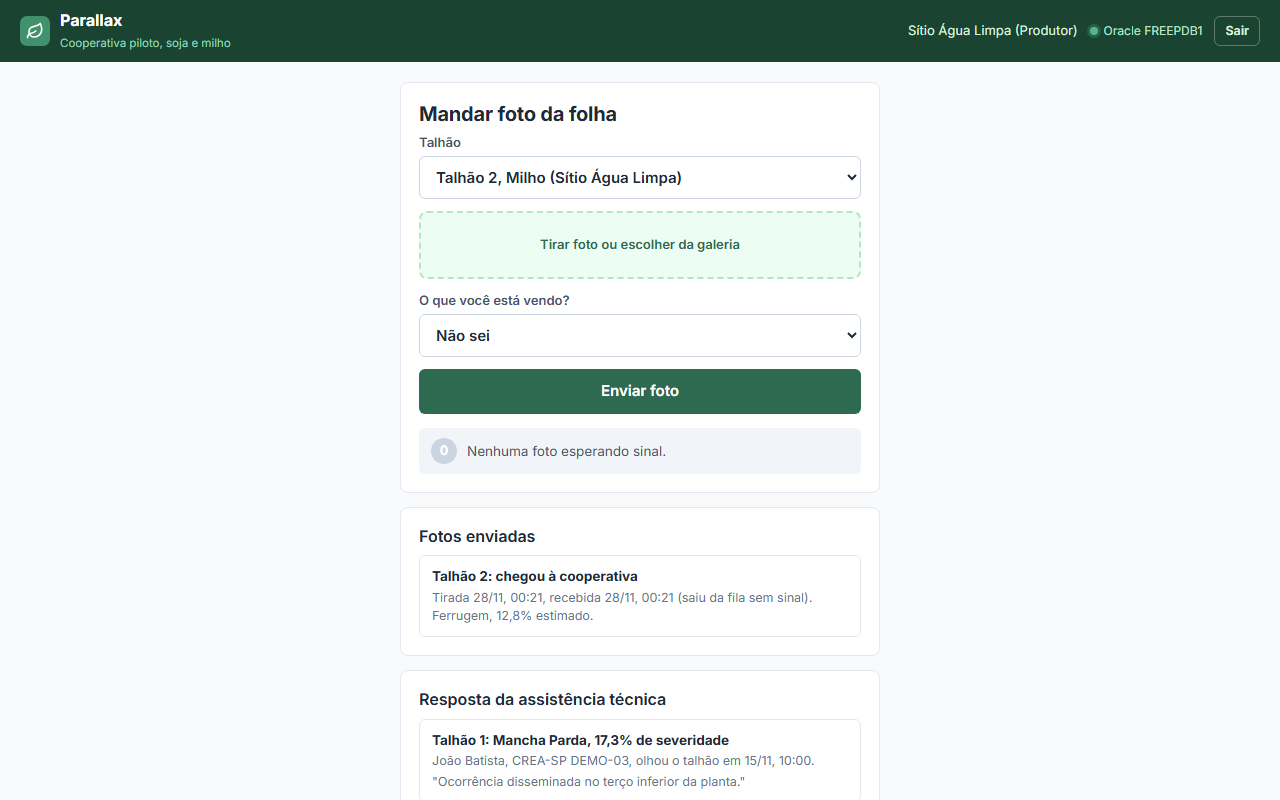 Parallax
Cooperativa piloto, soja e milho
Sítio Água Limpa (Produtor)
Oracle FREEPDB1
Sair
Mandar foto da folha
Talhão
Talhão 2, Milho (Sítio Água Limpa)
Tirar foto ou escolher da galeria
O que você está vendo?
Não sei
Enviar foto
0
Nenhuma foto esperando sinal.
Fotos enviadas
Talhão 2: chegou à cooperativa
Tirada 28/11, 00:21, recebida 28/11, 00:21 (saiu da fila sem sinal).
Ferrugem, 12,8% estimado.
Resposta da assistência técnica
Talhão 1: Mancha Parda, 17,3% de severidade
João Batista, CREA-SP DEMO-03, olhou o talhão em 15/11, 10:00.
"Ocorrência disseminada no terço inferior da planta."